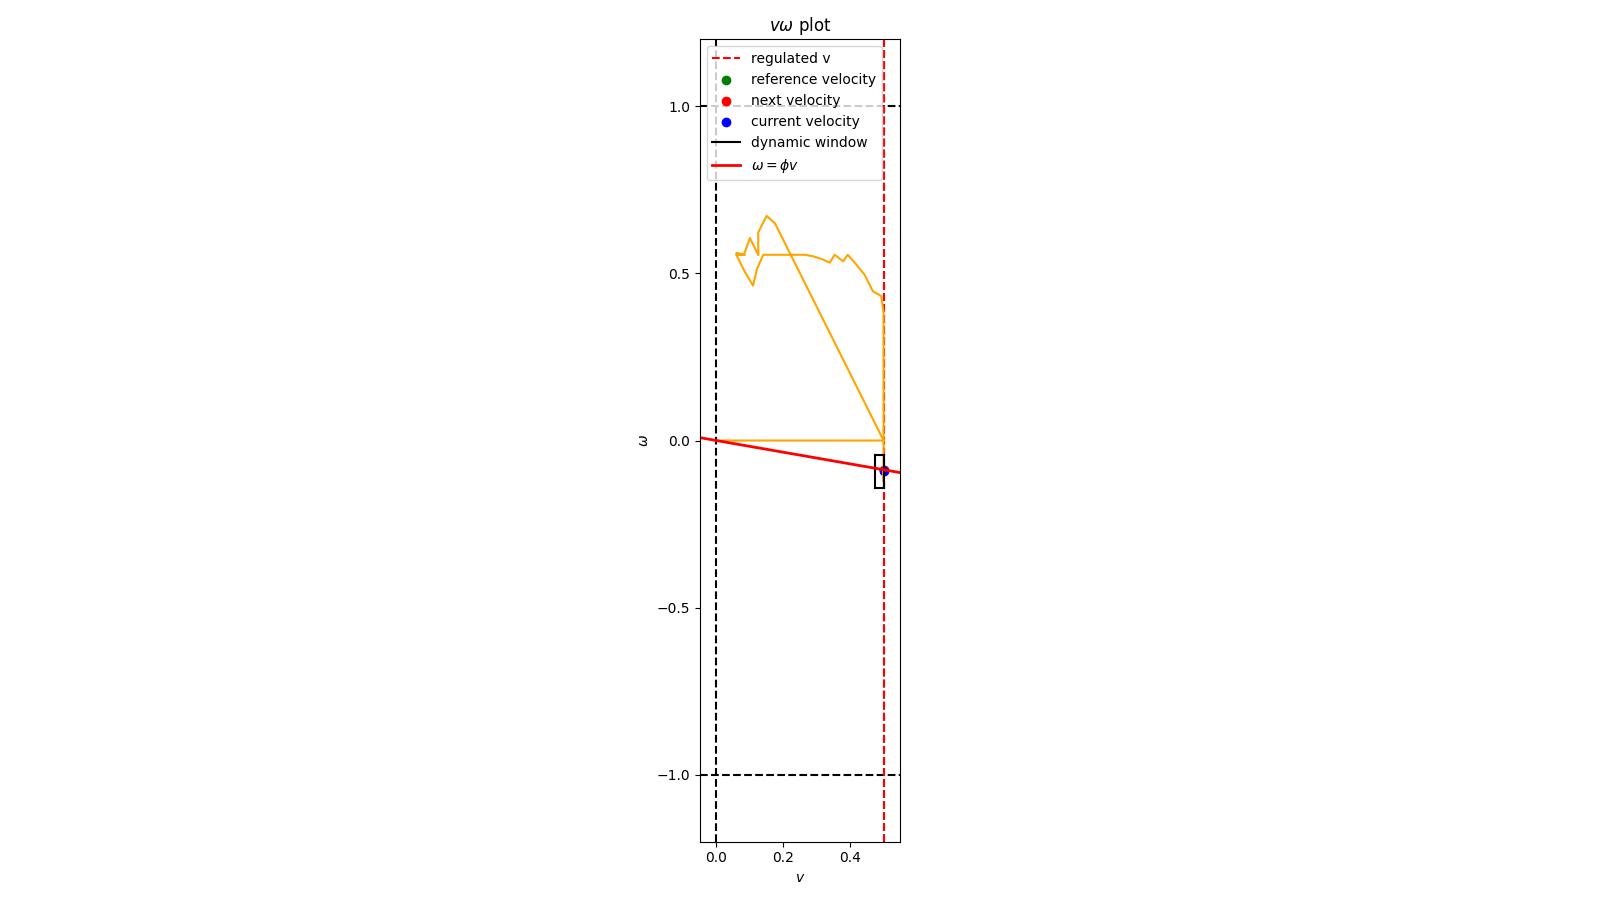 vω plot
regulated v
reference velocity
next velocity
current velocity
dynamic window
ω = ϕv
1.0
0.5
0.0
−0.5
−1.0
ω
0.0 0.2 0.4
v